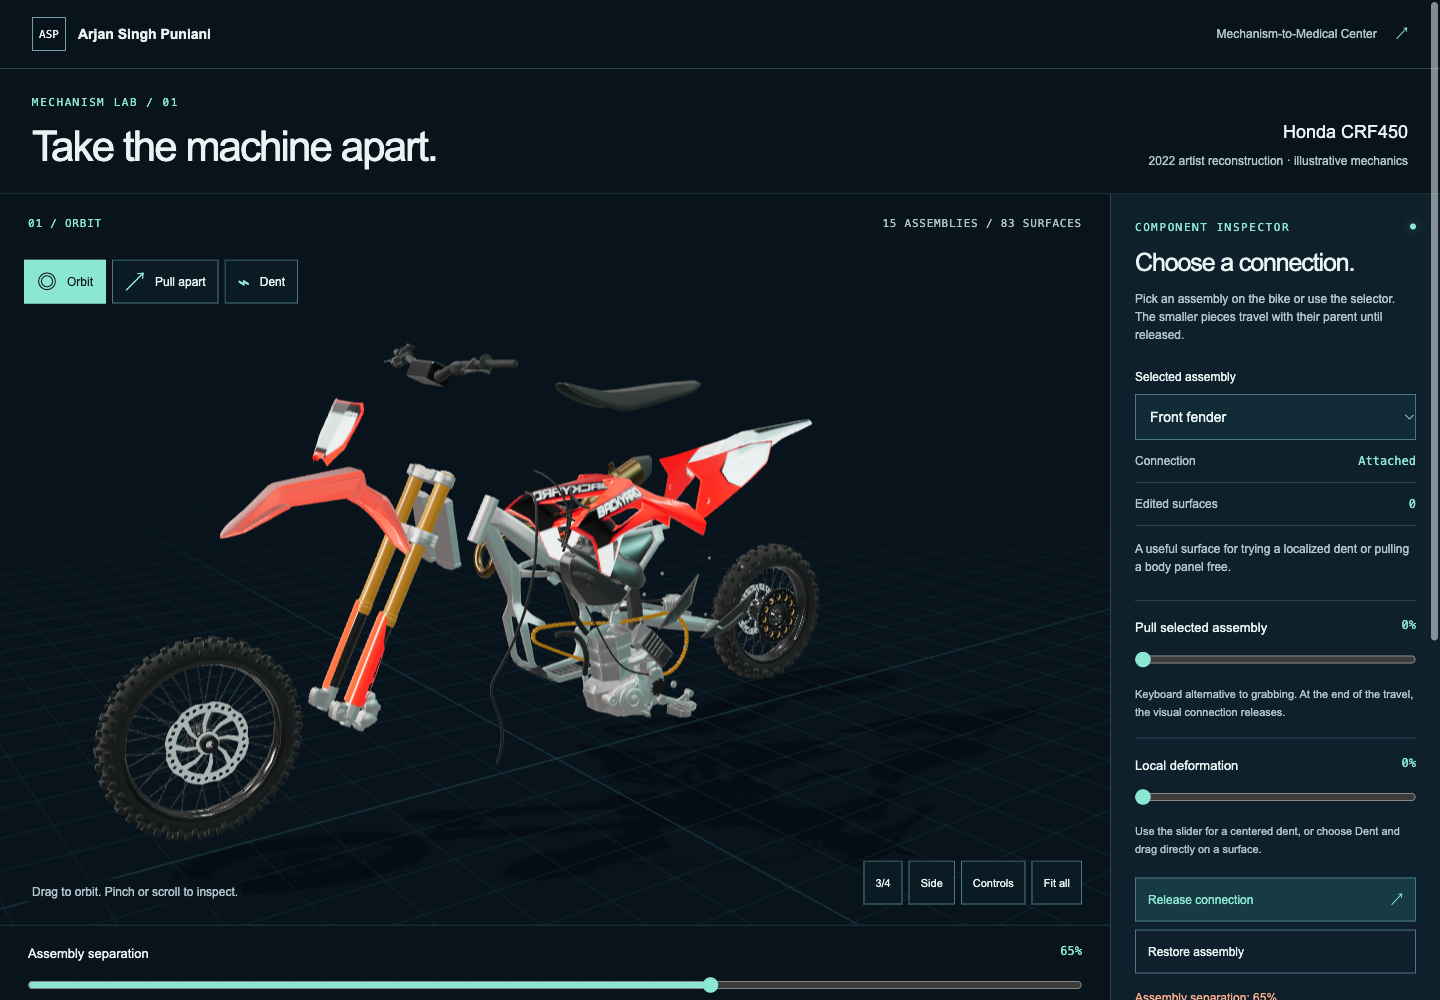 ASP
Arjan Singh Puniani
Mechanism-to-Medical Center
MECHANISM LAB / 01
Take the machine apart.
Honda CRF450
2022 artist reconstruction · illustrative mechanics
01 / ORBIT
15 ASSEMBLIES / 83 SURFACES
Orbit
Pull apart
Dent
BACKYARD
BACKYARD
Drag to orbit. Pinch or scroll to inspect.
3/4
Side
Controls
Fit all
Assembly separation
65%
COMPONENT INSPECTOR
Choose a connection.
Pick an assembly on the bike or use the selector.
The smaller pieces travel with their parent until
released.
Selected assembly
Front fender
Connection
Attached
Edited surfaces
0
A useful surface for trying a localized dent or pulling
a body panel free.
Pull selected assembly
0%
Keyboard alternative to grabbing. At the end of the travel,
the visual connection releases.
Local deformation
0%
Use the slider for a centered dent, or choose Dent and
drag directly on a surface.
Release connection
Restore assembly
Assembly separation: 65%